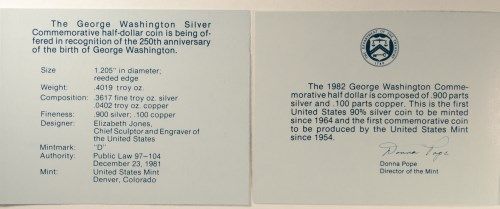 The George Washington Silver
Commemorative half-dollar coin is being of-
fered in recognition of the 250th anniversary
of the birth of George Washington.
Size 1.205" in diameter;
reeded edge
Weight: .4019 troy oz.
Composition: .3617 fine troy oz. silver
.0402 troy oz. copper
Fineness: .900 silver; .100 copper
Designer: Elizabeth Jones,
Chief Sculptor and Engraver of
the United States
Mintmark: "D"
Authority: Public Law 97–104
December 23, 1981
Mint: United States Mint
Denver, Colorado
The 1982 George Washington Comme-
morative half dollar is composed of .900 parts
silver and .100 parts copper. This is the first
United States 90% silver coin to be minted
since 1964 and the first commemorative coin
to be produced by the United States Mint
since 1954.
Donna Pope
Donna Pope
Director of the Mint